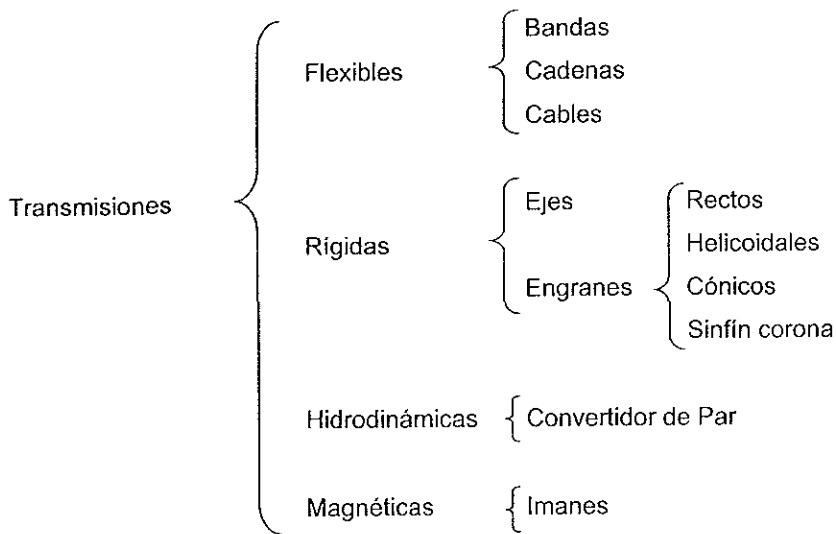 Transmisiones
Flexibles
Bandas
Cadenas
Cables
Rígidas
Ejes
Engranes
Rectos
Helicoidales
Cónicos
Sinfín corona
Hidrodinámicas
Convertidor de Par
Magnéticas
Imanes